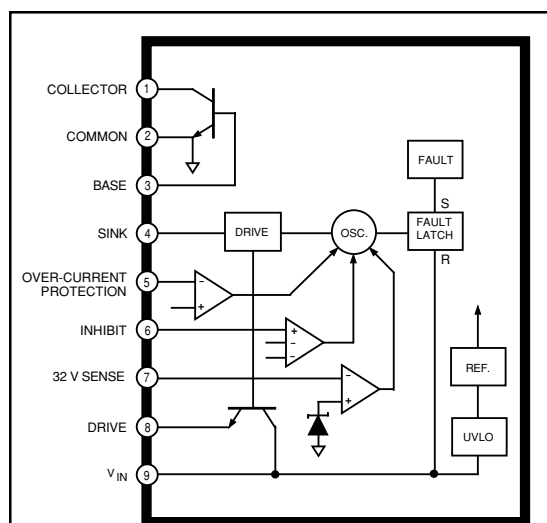 COLLECTOR 1
COMMON 2
BASE 3
FAULT
S
SINK 4
DRIVE
OSC.
FAULT
LATCH
R
OVER-CURRENT
PROTECTION 5
−
+
INHIBIT 6
+
−
−
REF.
32 V SENSE 7
−
+
DRIVE 8
UVLO
V IN 9